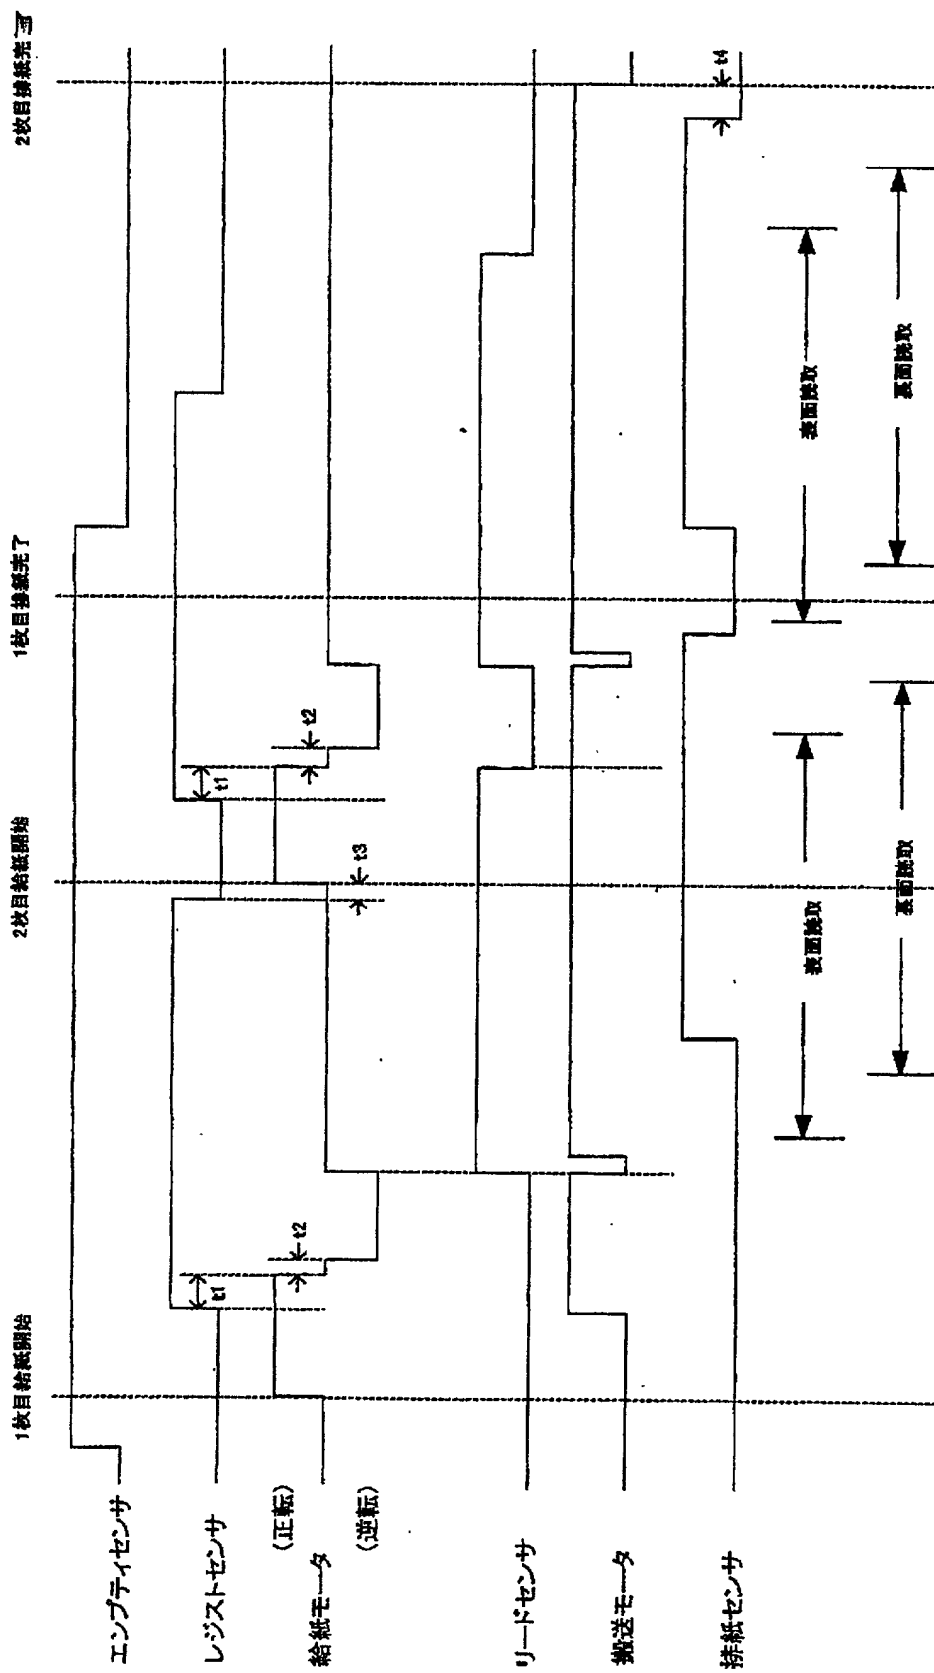 1枚目給紙開始
2枚目給紙開始
1枚目排紙完了
2枚目排紙完了
エンプティセンサ
レジストセンサ
(正転)
給紙モータ
(逆転)
リードセンサ
搬送モータ
排紙センサ
t1
t2
t3
t1
t2
t4
表面読取
表面読取
裏面読取
裏面読取